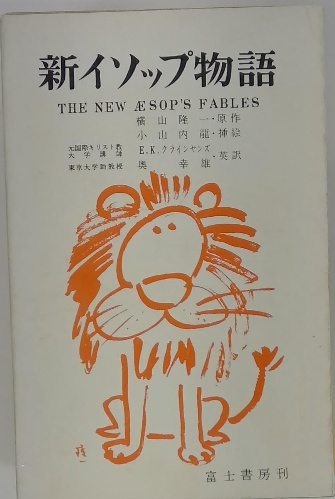 新イソップ物語
THE NEW ÆSOP'S FABLES
横山隆一・原作
小山内龍・挿絵
元国際キリスト教
大学講師 E.K.クラインヤンズ
・英訳
東京大学助教授 奥幸雄
隆一
富士書房刊